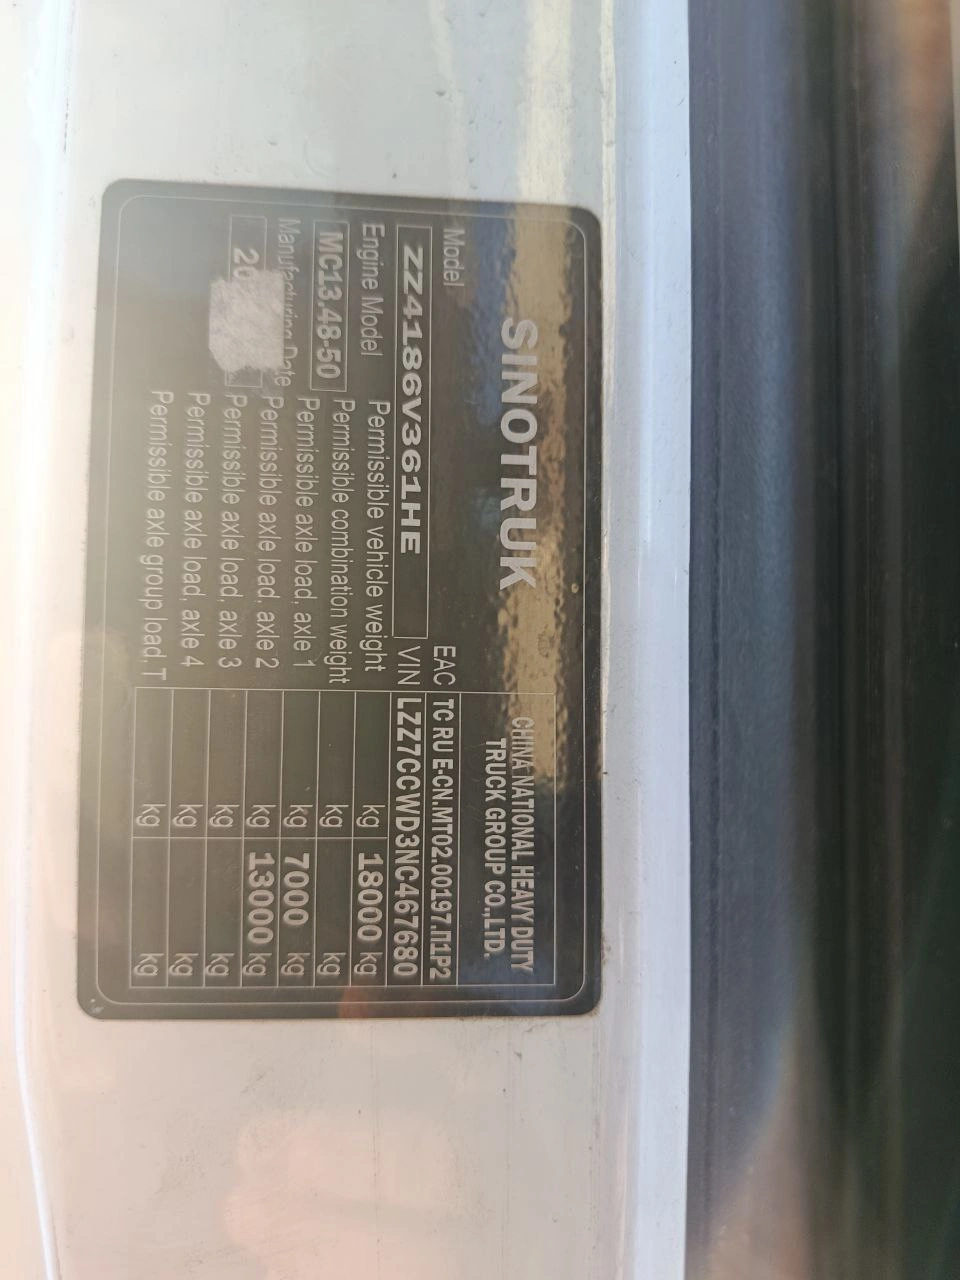 SINOTRUK
CHINA NATIONAL HEAVY DUTY
TRUCK GROUP CO.,LTD.
Model
EAC TC RU E-CN.MT02.00197.П1Р2
ZZ4186V361HE
VIN LZZ7CCWD3NC467680
Engine Model
Permissible vehicle weight kg 18000 kg
MC13.48-50
Permissible combination weight kg kg
Manufacturing Date
Permissible axle load, axle 1 kg 7000 kg
20
Permissible axle load, axle 2 kg 13000 kg
Permissible axle load, axle 3 kg kg
Permissible axle load, axle 4 kg kg
Permissible axle group load, T kg kg